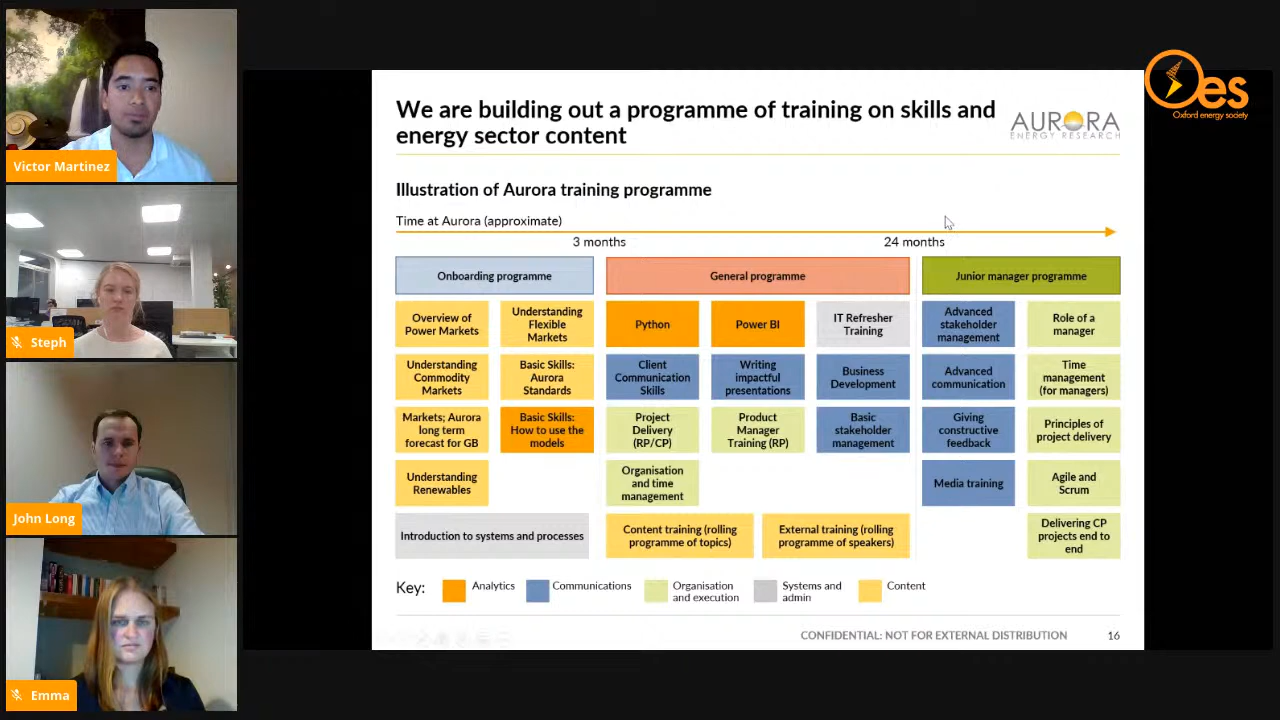 Victor Martinez
Steph
John Long
Emma
Oes
Oxford energy society
We are building out a programme of training on skills and
energy sector content
AURORA
ENERGY RESEARCH
Illustration of Aurora training programme
Time at Aurora (approximate)
3 months
24 months
Onboarding programme
General programme
Junior manager programme
Overview of
Power Markets
Understanding
Flexible
Markets
Python
Power BI
IT Refresher
Training
Advanced
stakeholder
management
Role of a
manager
Understanding
Commodity
Markets
Basic Skills:
Aurora
Standards
Client
Communication
Skills
Writing
impactful
presentations
Business
Development
Advanced
communication
Time
management
(for managers)
Markets; Aurora
long term
forecast for GB
Basic Skills:
How to use the
models
Project
Delivery
(RP/CP)
Product
Manager
Training (RP)
Basic
stakeholder
management
Giving
constructive
feedback
Principles of
project delivery
Understanding
Renewables
Organisation
and time
management
Media training
Agile and
Scrum
Introduction to systems and processes
Content training (rolling
programme of topics)
External training (rolling
programme of speakers)
Delivering CP
projects end to
end
Key:
Analytics
Communications
Organisation
and execution
Systems and
admin
Content
CONFIDENTIAL: NOT FOR EXTERNAL DISTRIBUTION
16